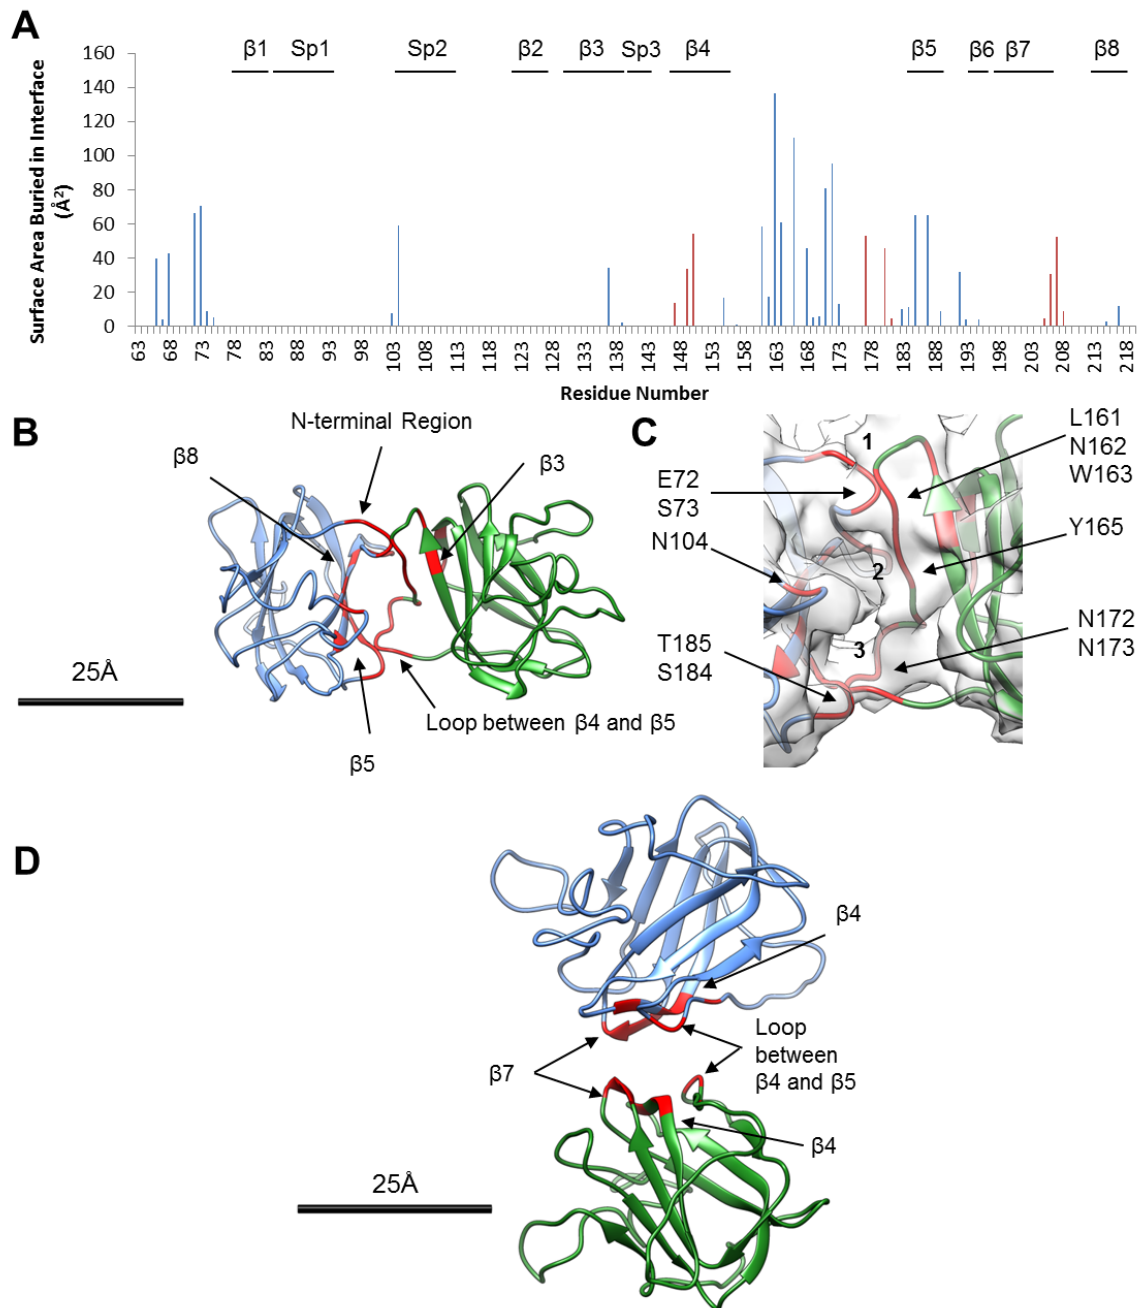 A
β1 Sp1 Sp2 β2 β3 Sp3 β4 β5 β6 β7 β8
Surface Area Buried in Interface
(Å²)
160
140
120
100
80
60
40
20
0
63 68 73 78 83 88 93 98 103 108 113 118 123 128 133 138 143 148 153 158 163 168 173 178 183 188 193 198 203 208 213 218
Residue Number
B
N-terminal Region
β8
β3
25Å
Loop between β4 and β5
β5
C
1
2
3
E72
S73
N104
T185
S184
L161
N162
W163
Y165
N172
N173
D
β4
Loop
between
β4 and β5
β7
β4
25Å